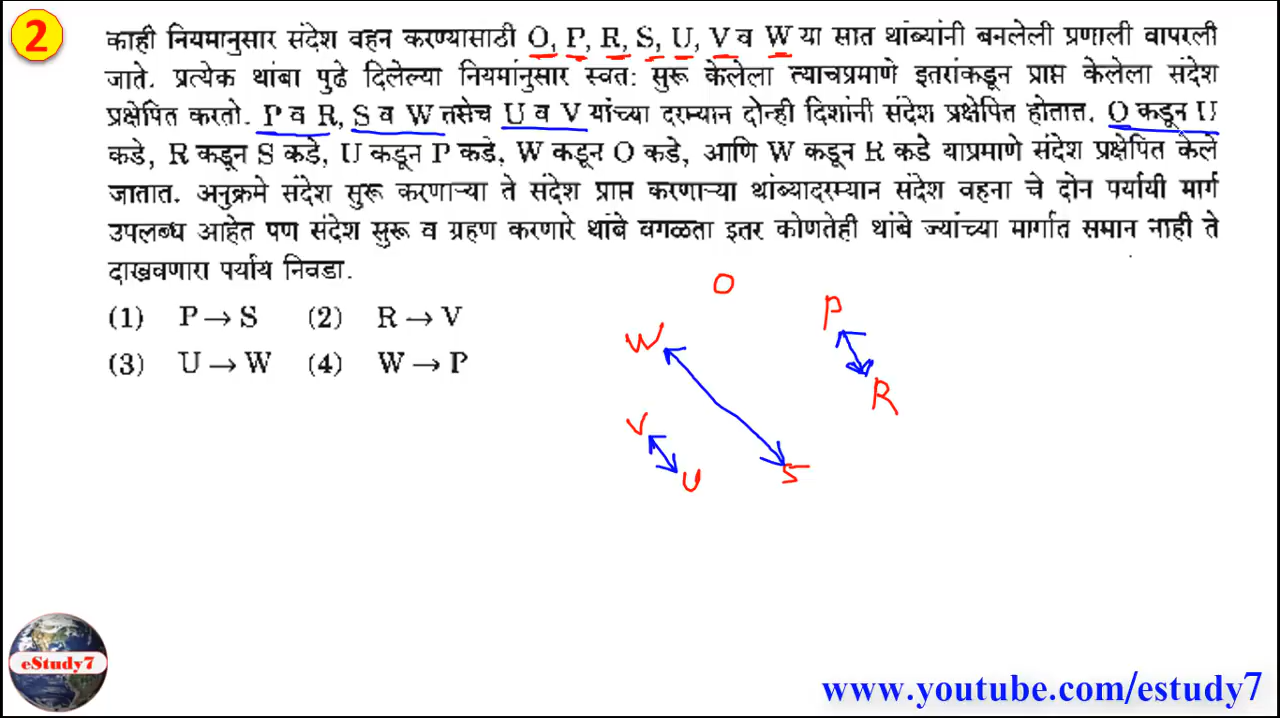 2
काही नियमानुसार संदेश वहन करण्यासाठी O, P, R, S, U, V व W या सात थांब्यांनी बनलेली प्रणाली वापरली
जाते. प्रत्येक थांबा पुढे दिलेल्या नियमांनुसार स्वतः सुरू केलेला त्याचप्रमाणे इतरांकडून प्राप्त केलेला संदेश
प्रक्षेपित करतो. P व R, S व W तसेच U व V यांच्या दरम्यान दोन्ही दिशांनी संदेश प्रक्षेपित होतात. O कडून U
कडे, R कडून S कडे, U कडून P कडे, W कडून O कडे, आणि W कडून R कडे याप्रमाणे संदेश प्रक्षेपित केले
जातात. अनुक्रमे संदेश सुरू करणाऱ्या ते संदेश प्राप्त करणाऱ्या थांब्यादरम्यान संदेश वहना चे दोन पर्यायी मार्ग
उपलब्ध आहेत पण संदेश सुरू व ग्रहण करणारे थांबे वगळता इतर कोणतेही थांबे ज्यांच्या मार्गात समान नाही ते
दाखवणारा पर्याय निवडा.
(1) P → S (2) R → V
(3) U → W (4) W → P
O
P
W
R
V
U
S
eStudy7
www.youtube.com/estudy7